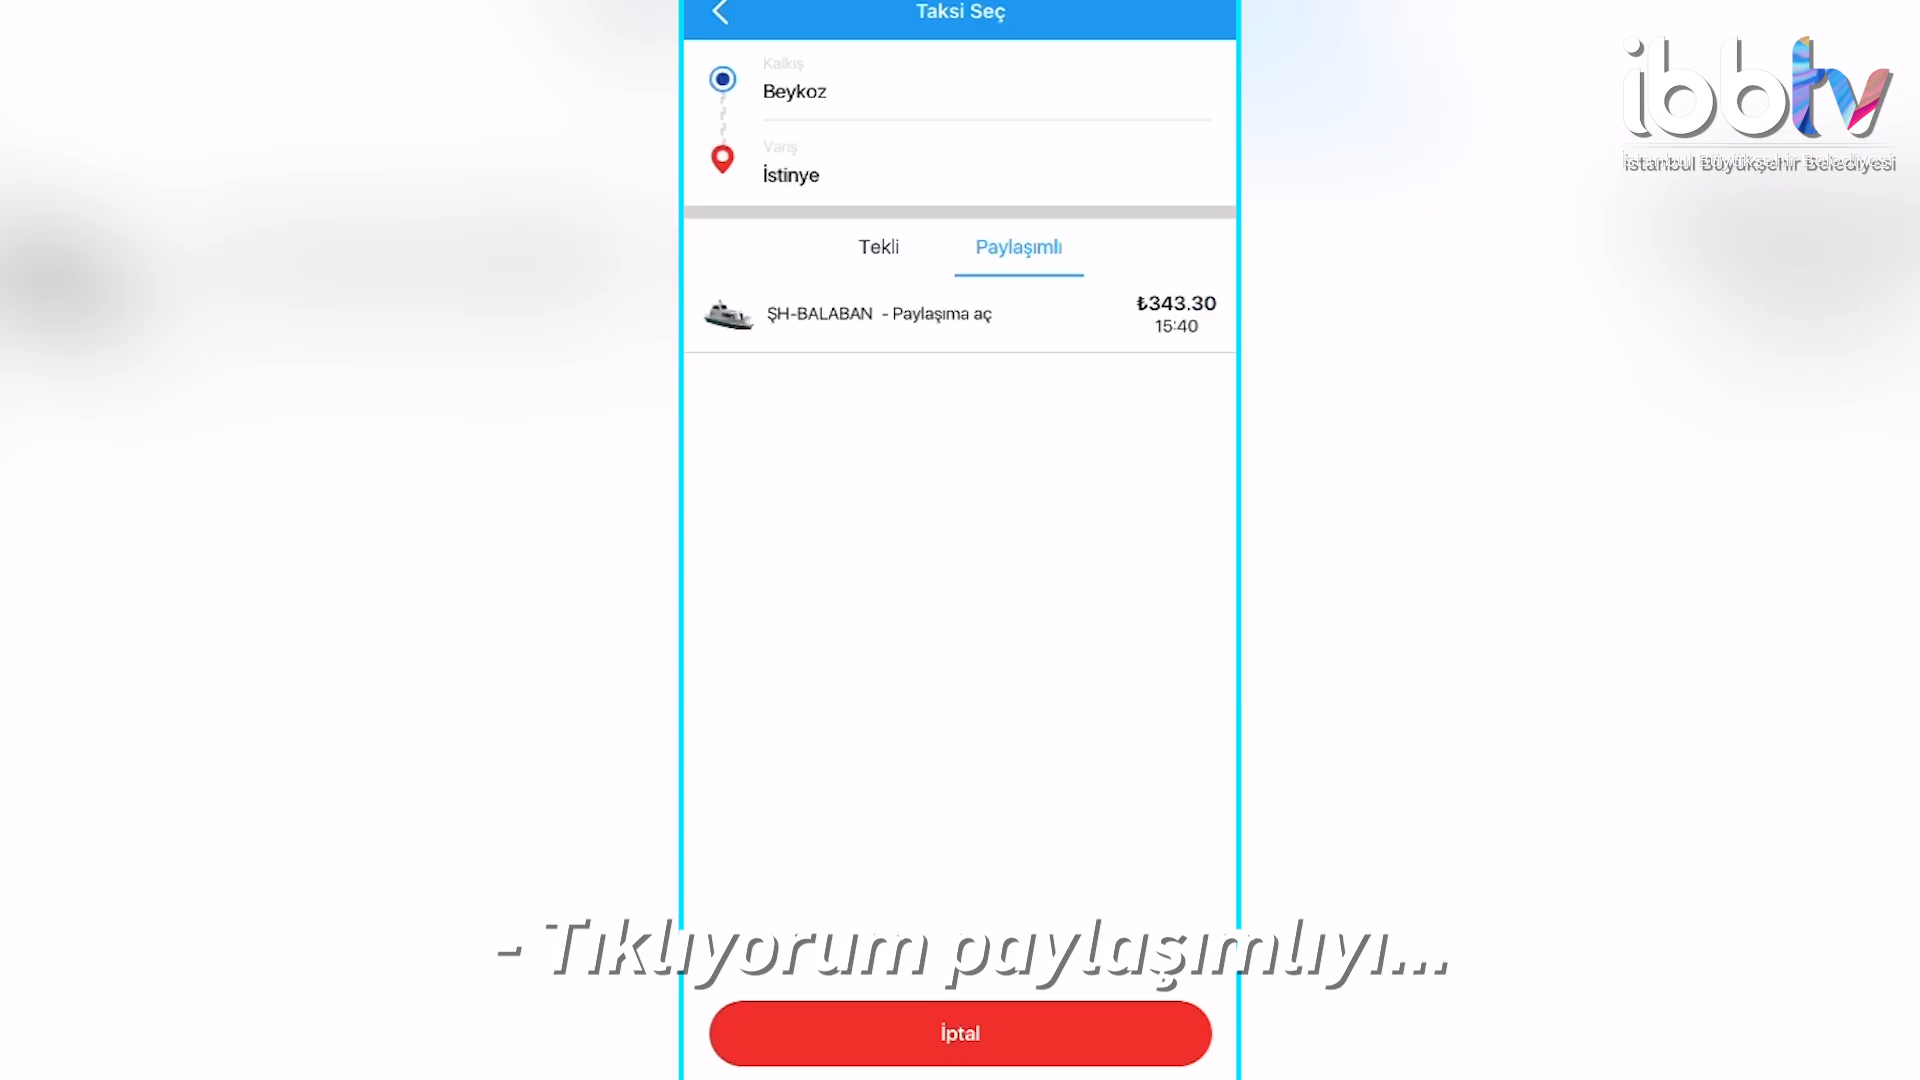 Taksi Seç
ibbtv
İstanbul Büyükşehir Belediyesi
Kalkış
Beykoz
Varış
İstinye
Tekli
Paylaşımlı
ŞH-BALABAN - Paylaşıma aç
₺343.30
15:40
- Tıklıyorum paylaşımlıyı...
İptal